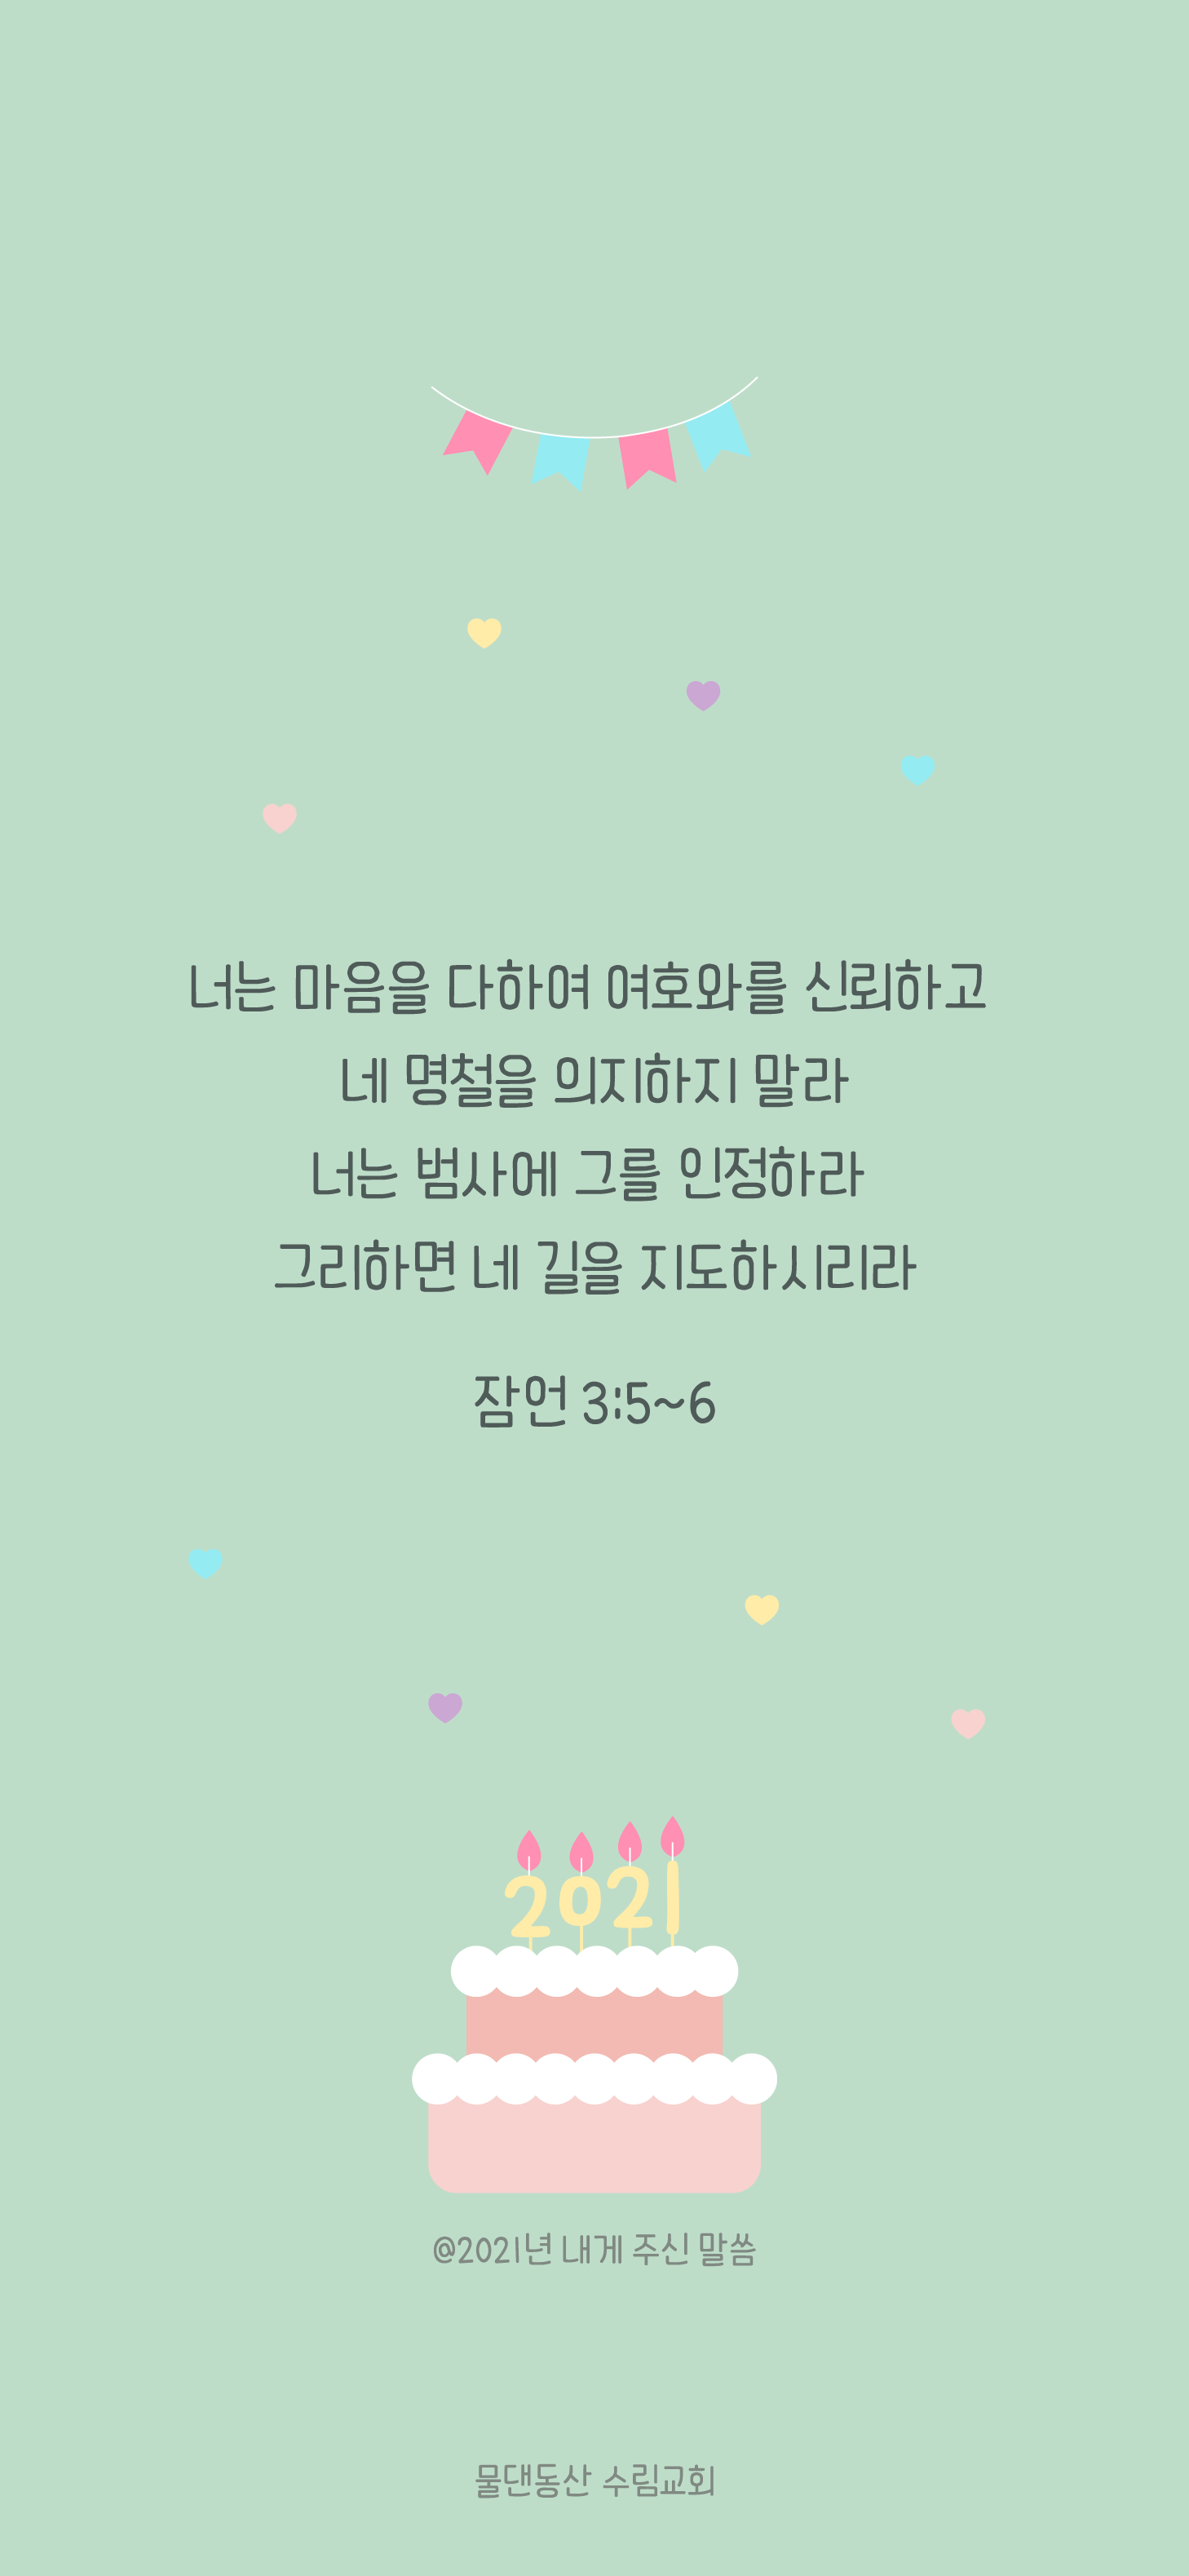 너는 마음을 다하여 여호와를 신뢰하고
네 명철을 의지하지 말라
너는 범사에 그를 인정하라
그리하면 네 길을 지도하시리라
잠언 3:5~6
2021
@2021년 내게 주신 말씀
물댄동산 수림교회